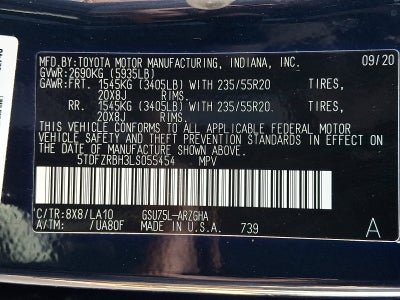 MFD.BY:TOYOTA MOTOR MANUFACTURING, INDIANA, INC. 09/20
GVWR:2690KG (5935LB)
GAWR:FRT. 1545KG (3405LB) WITH 235/55R20 TIRES,
20X8J RIMS,
RR. 1545KG (3405LB) WITH 235/55R20 TIRES,
20X8J RIMS.
THIS VEHICLE CONFORMS TO ALL APPLICABLE FEDERAL MOTOR
VEHICLE SAFETY, BUMPER, AND THEFT PREVENTION STANDARDS IN EFFECT
ON THE DATE OF MANUFACTURE SHOWN ABOVE.
5TDFZRBH3LS055454 MPV
C/TR:8X8/LA10 GSU75L-ARZGHA
A/TM: /UA80F MADE IN U.S.A. 739 A